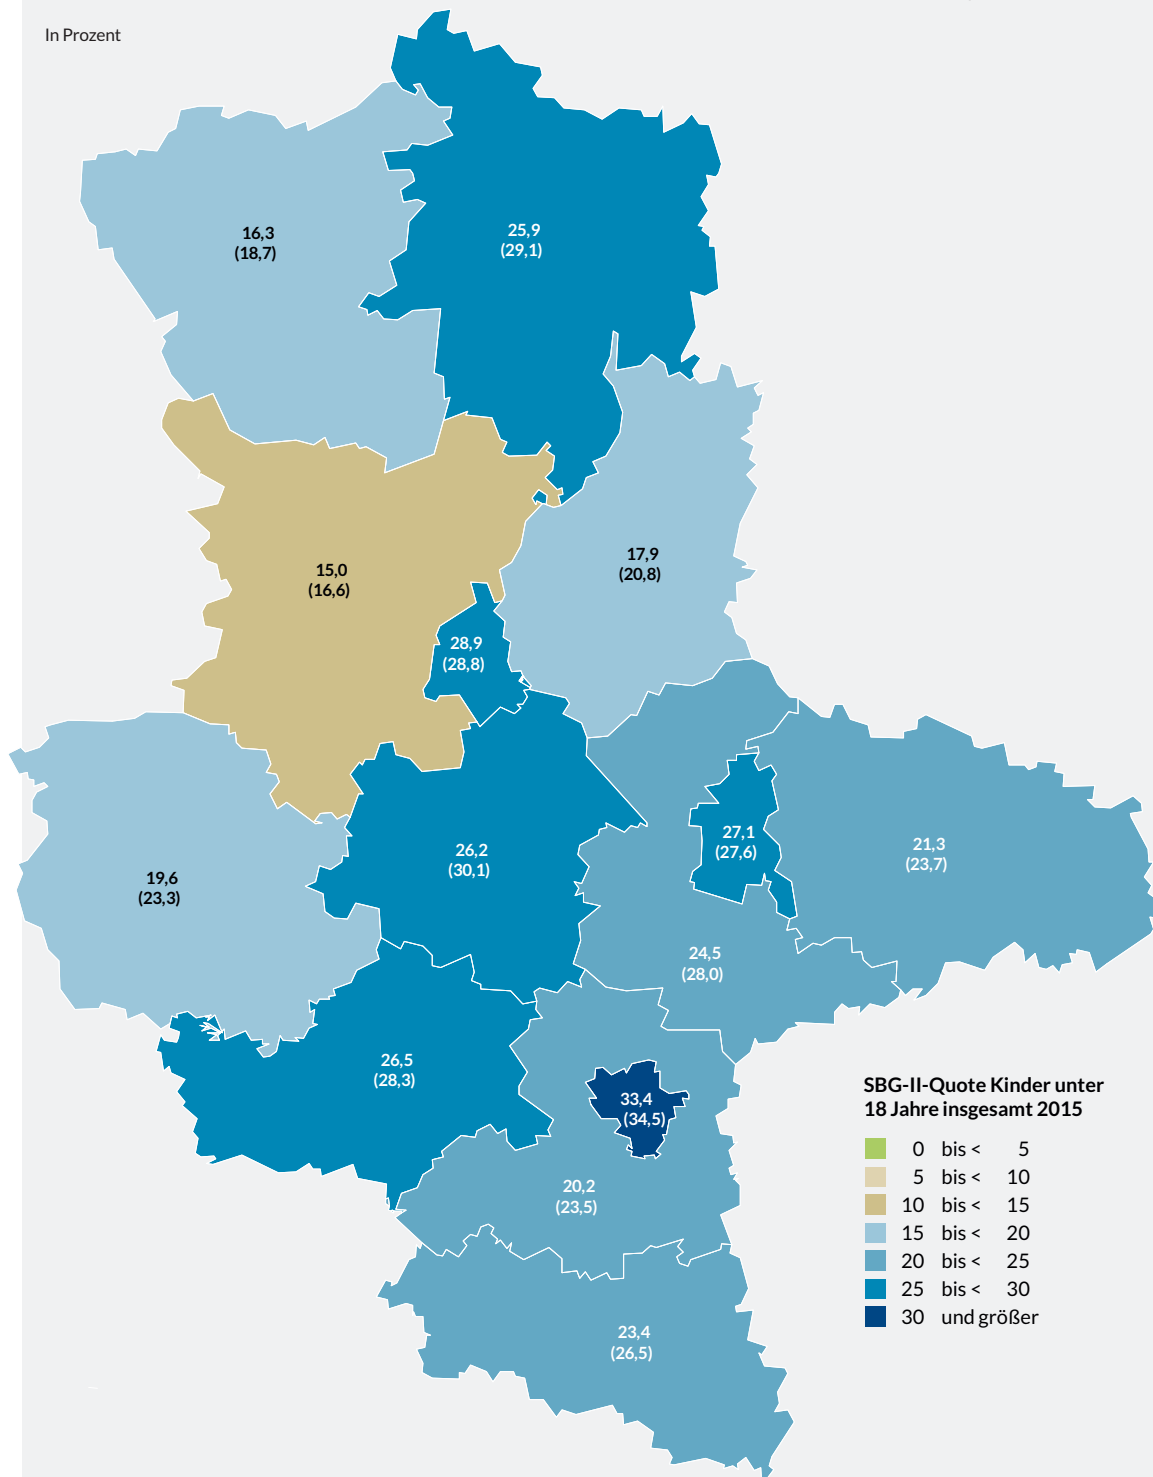 In Prozent
16,3
(18,7)
25,9
(29,1)
17,9
(20,8)
15,0
(16,6)
28,9
(28,8)
27,1
(27,6)
21,3
(23,7)
26,2
(30,1)
19,6
(23,3)
24,5
(28,0)
26,5
(28,3)
33,4
(34,5)
20,2
(23,5)
23,4
(26,5)
SBG-II-Quote Kinder unter
18 Jahre insgesamt 2015
0 bis < 5
5 bis < 10
10 bis < 15
15 bis < 20
20 bis < 25
25 bis < 30
30 und größer